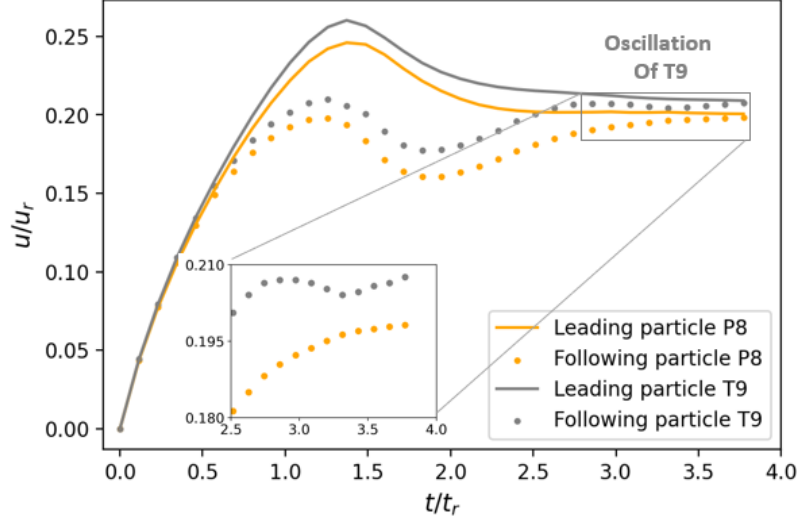 0.25
0.20
0.15
0.10
0.05
0.00
u/uᵣ
Oscillation
Of T9
0.210
0.195
0.180
2.5 3.0 3.5 4.0
Leading particle P8
Following particle P8
Leading particle T9
Following particle T9
0.0 0.5 1.0 1.5 2.0 2.5 3.0 3.5 4.0
t/tᵣ